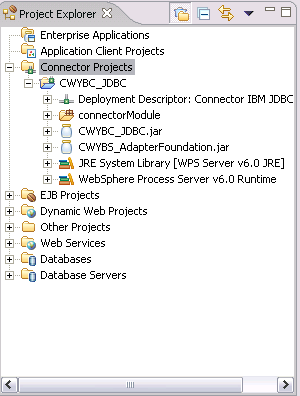 Project Explorer
Enterprise Applications
Application Client Projects
Connector Projects
CWYBC_JDBC
Deployment Descriptor: Connector IBM JDBC
connectorModule
CWYBC_JDBC.jar
CWYBS_AdapterFoundation.jar
JRE System Library [WPS Server v6.0 JRE]
WebSphere Process Server v6.0 Runtime
EJB Projects
Dynamic Web Projects
Other Projects
Web Services
Databases
Database Servers